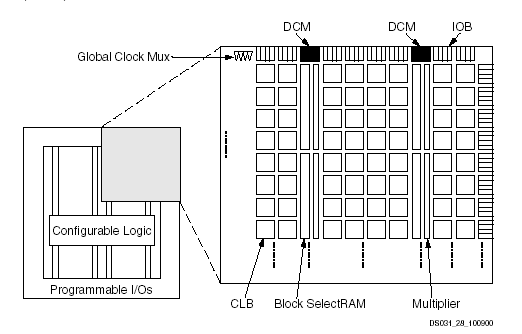 DCM
DCM
IOB
Global Clock Mux
Configurable Logic
Programmable I/Os
CLB
Block SelectRAM
Multiplier
DS031_28_100900